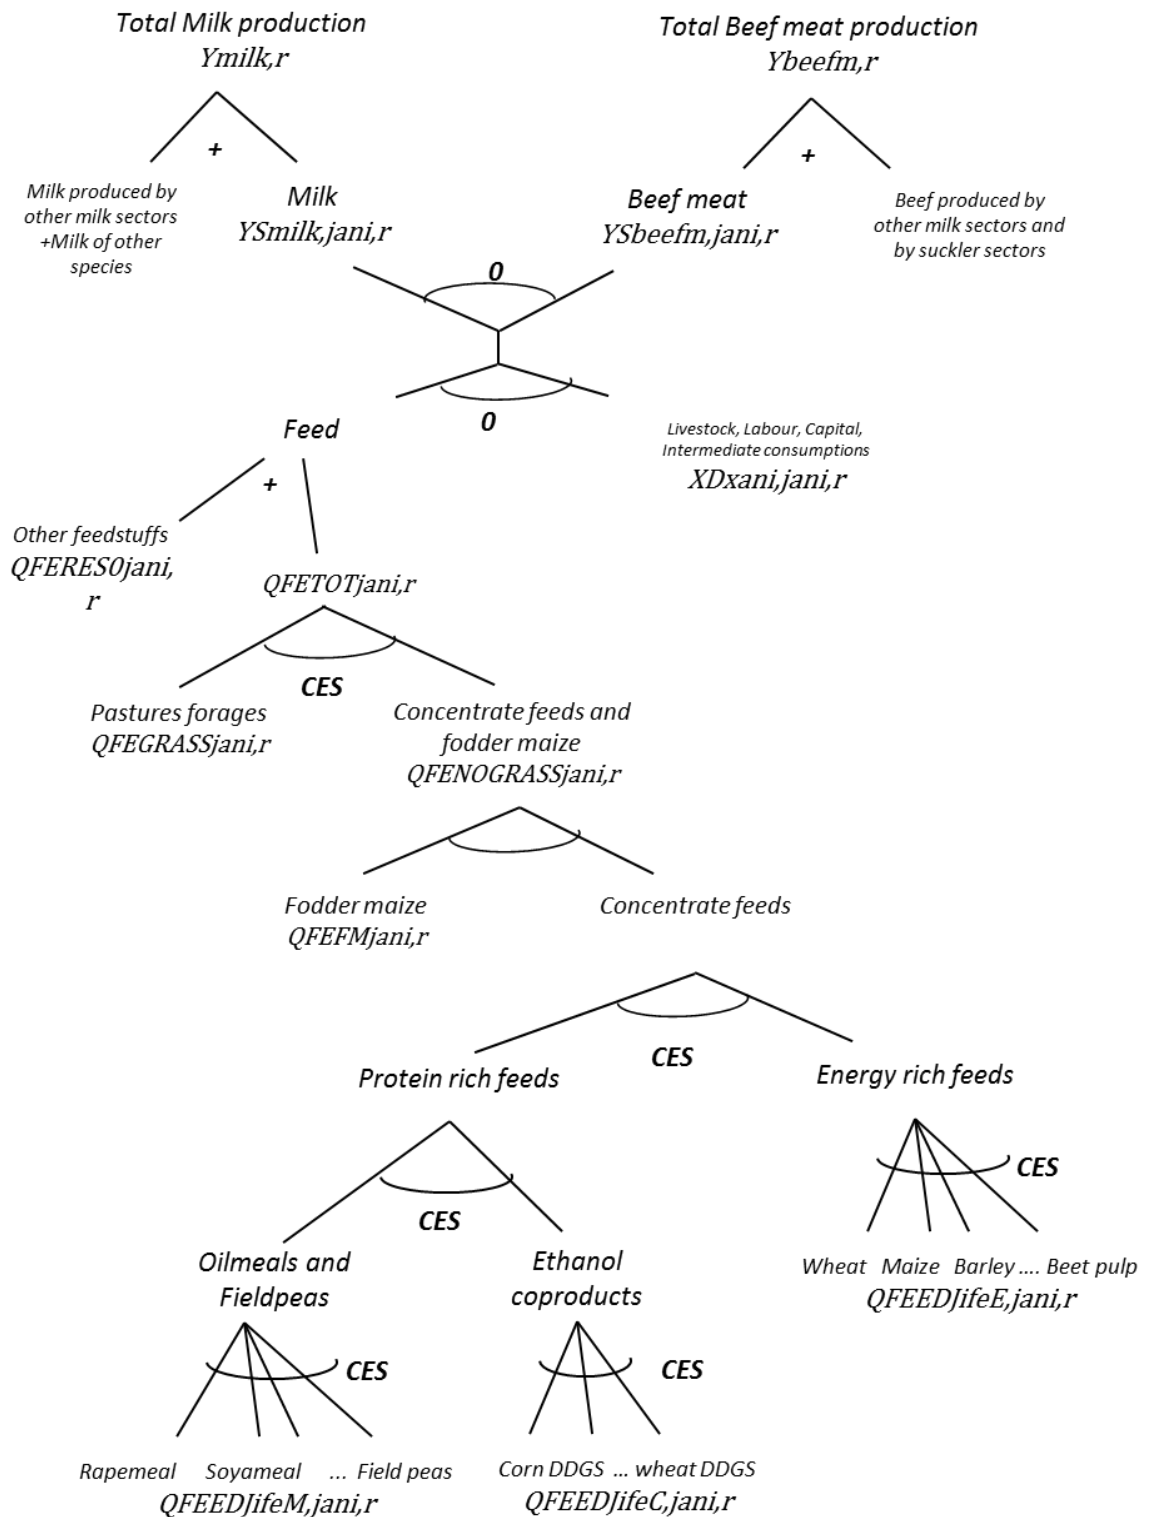 Total Milk production
Ymilk,r
Total Beef meat production
Ybeefm,r
+
+
Milk produced by
other milk sectors
+Milk of other
species
Milk
YSmilk,jani,r
Beef meat
YSbeefm,jani,r
Beef produced by
other milk sectors and
by suckler sectors
0
0
Feed
Livestock, Labour, Capital,
Intermediate consumptions
XDxani,jani,r
+
Other feedstuffs
QFERES0jani,
r
QFETOTjani,r
CES
Pastures forages
QFEGRASSjani,r
Concentrate feeds and
fodder maize
QFENOGRASSjani,r
Fodder maize
QFEFMjani,r
Concentrate feeds
CES
Protein rich feeds
Energy rich feeds
CES
CES
Oilmeals and
Fieldpeas
Ethanol
coproducts
Wheat Maize Barley .... Beet pulp
QFEEDJifeE,jani,r
CES
CES
Rapemeal Soyameal ... Field peas
QFEEDJifeM,jani,r
Corn DDGS ... wheat DDGS
QFEEDJifeC,jani,r